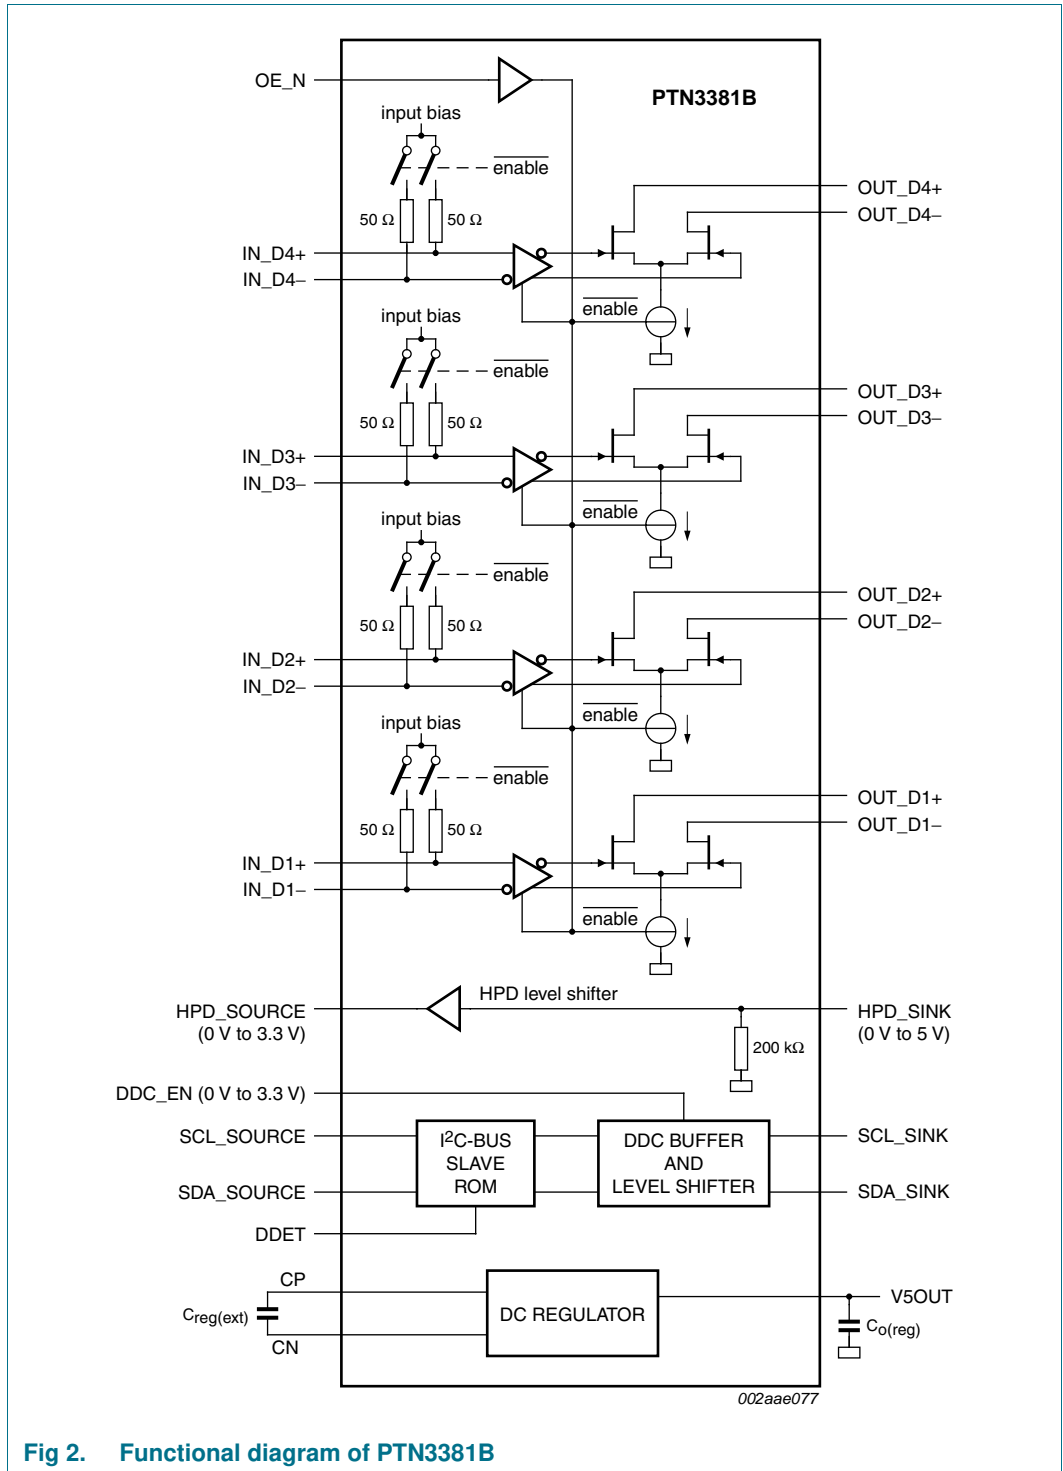 OE_N
PTN3381B
input bias
enable
OUT_D4+
50 Ω 50 Ω
OUT_D4−
IN_D4+
IN_D4−
enable
input bias
enable
OUT_D3+
50 Ω 50 Ω
OUT_D3−
IN_D3+
IN_D3−
enable
input bias
enable
OUT_D2+
50 Ω 50 Ω
OUT_D2−
IN_D2+
IN_D2−
enable
input bias
enable
OUT_D1+
50 Ω 50 Ω
OUT_D1−
IN_D1+
IN_D1−
enable
HPD level shifter
HPD_SOURCE
(0 V to 3.3 V)
HPD_SINK
(0 V to 5 V)
200 kΩ
DDC_EN (0 V to 3.3 V)
SCL_SOURCE
I²C-BUS
SLAVE
ROM
DDC BUFFER
AND
LEVEL SHIFTER
SCL_SINK
SDA_SOURCE
SDA_SINK
DDET
CP
Creg(ext)
CN
DC REGULATOR
V5OUT
Co(reg)
002aae077
Fig 2. Functional diagram of PTN3381B